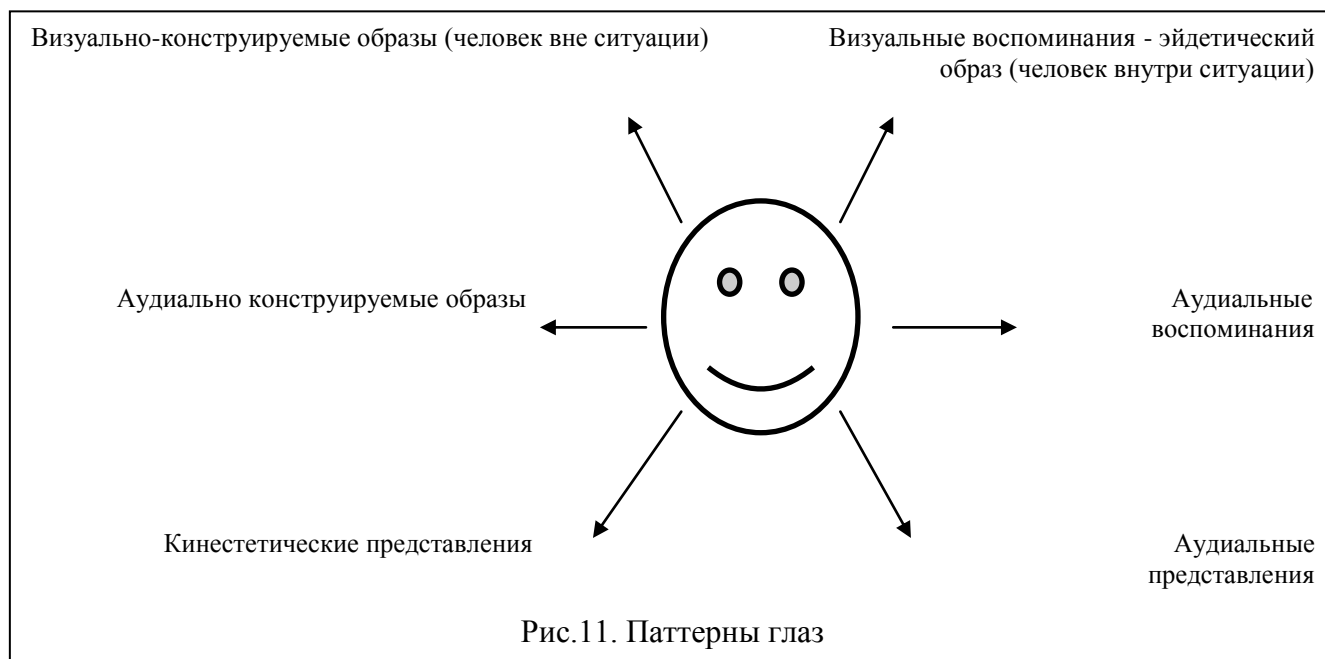 Визуально-конструируемые образы (человек вне ситуации)
Визуальные воспоминания - эйдетический
образ (человек внутри ситуации)
Аудиально конструируемые образы
Аудиальные
воспоминания
Кинестетические представления
Аудиальные
представления
Рис.11. Паттерны глаз